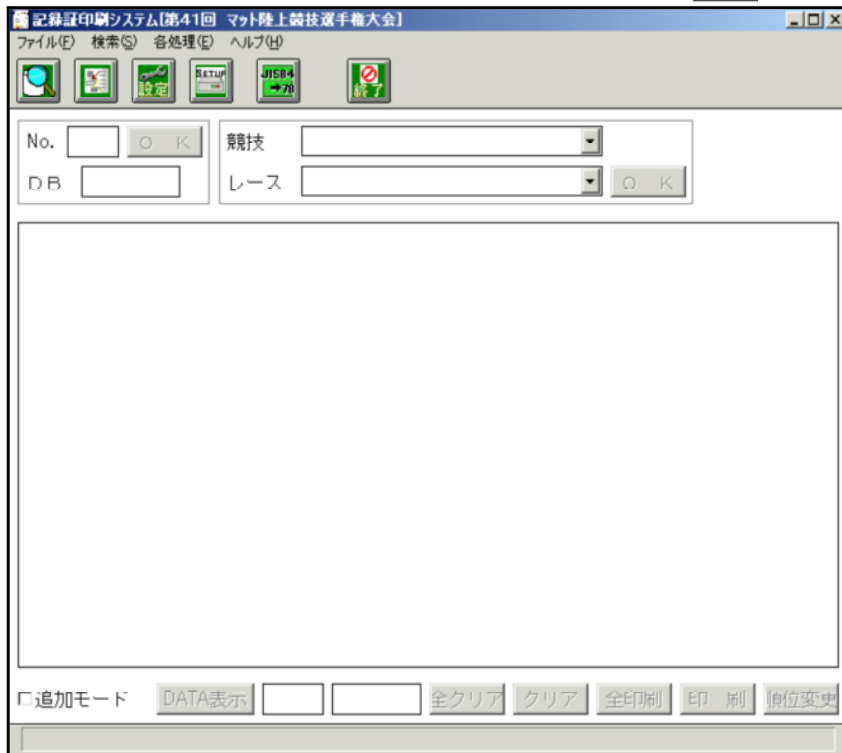 記録証印刷システム[第41回 マット陸上競技選手権大会]
ファイル(F) 検索(S) 各処理(E) ヘルプ(H)
設定 SETUP JISB4→78 終了
No. OK 競技
DB レース OK
追加モード DATA表示 全クリア クリア 全印刷 印 刷 順位変更